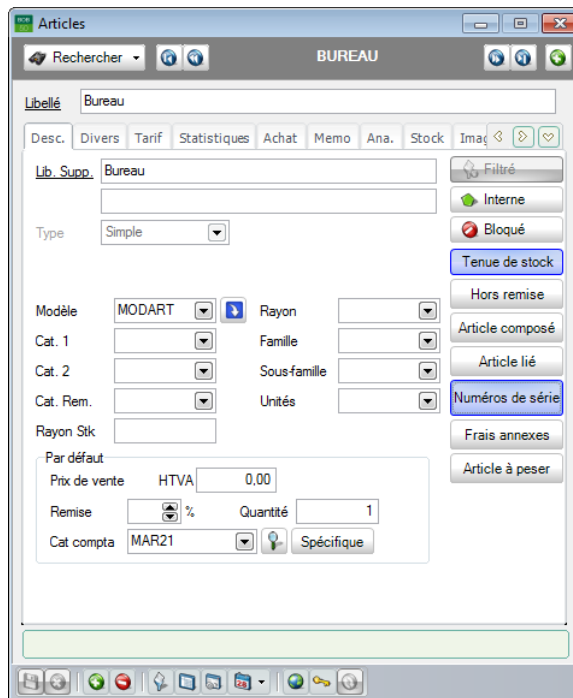 Articles
Rechercher
BUREAU
Libellé Bureau
Desc. Divers Tarif Statistiques Achat Memo Ana. Stock
Lib. Supp. Bureau
Filtré
Interne
Type Simple
Bloqué
Tenue de stock
Hors remise
Modèle MODART Rayon
Article composé
Cat. 1 Famille
Article lié
Cat. 2 Sous-famille
Cat. Rem. Unités
Numéros de série
Rayon Stk
Frais annexes
Par défaut
Article à peser
Prix de vente HTVA 0,00
Remise % Quantité 1
Cat compta MAR21 Spécifique